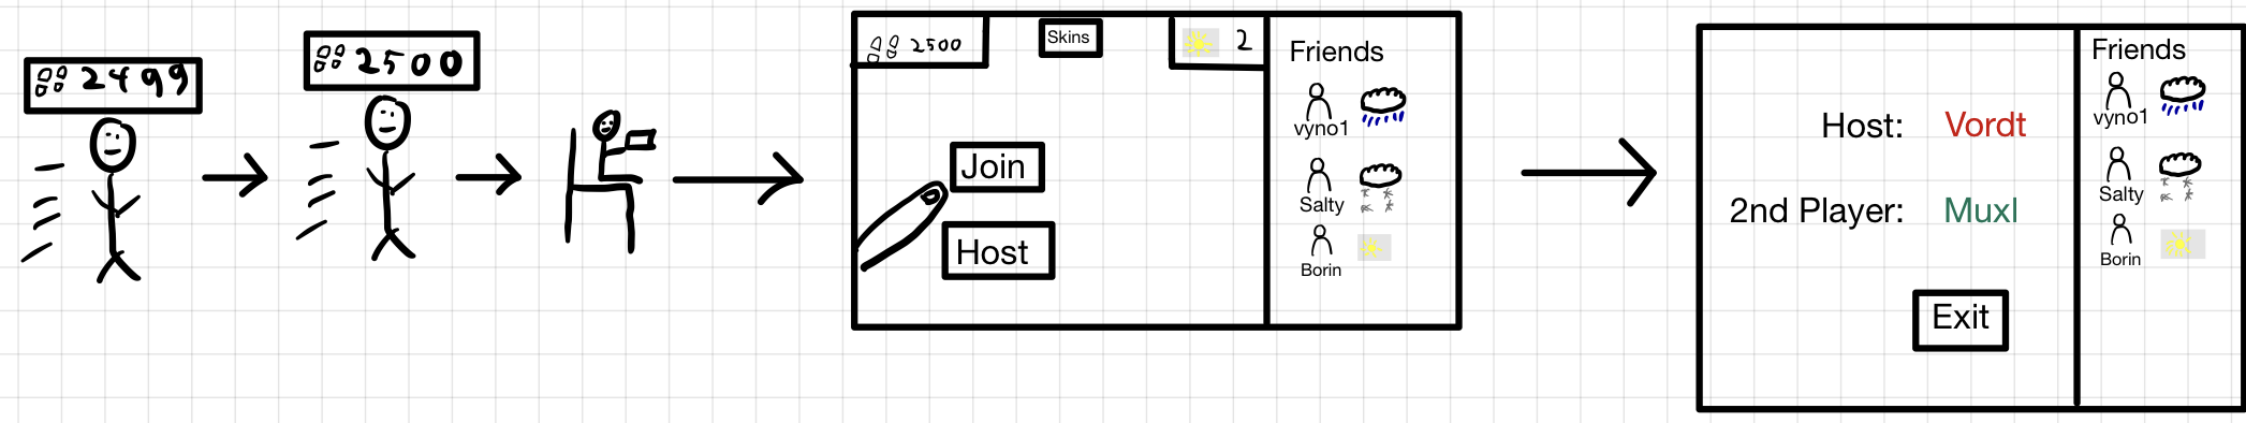 2499
2500
2500
Skins
2
Friends
vyno1
Salty
Borin
Join
Host
Friends
vyno1
Salty
Borin
Host: Vordt
2nd Player: Muxl
Exit